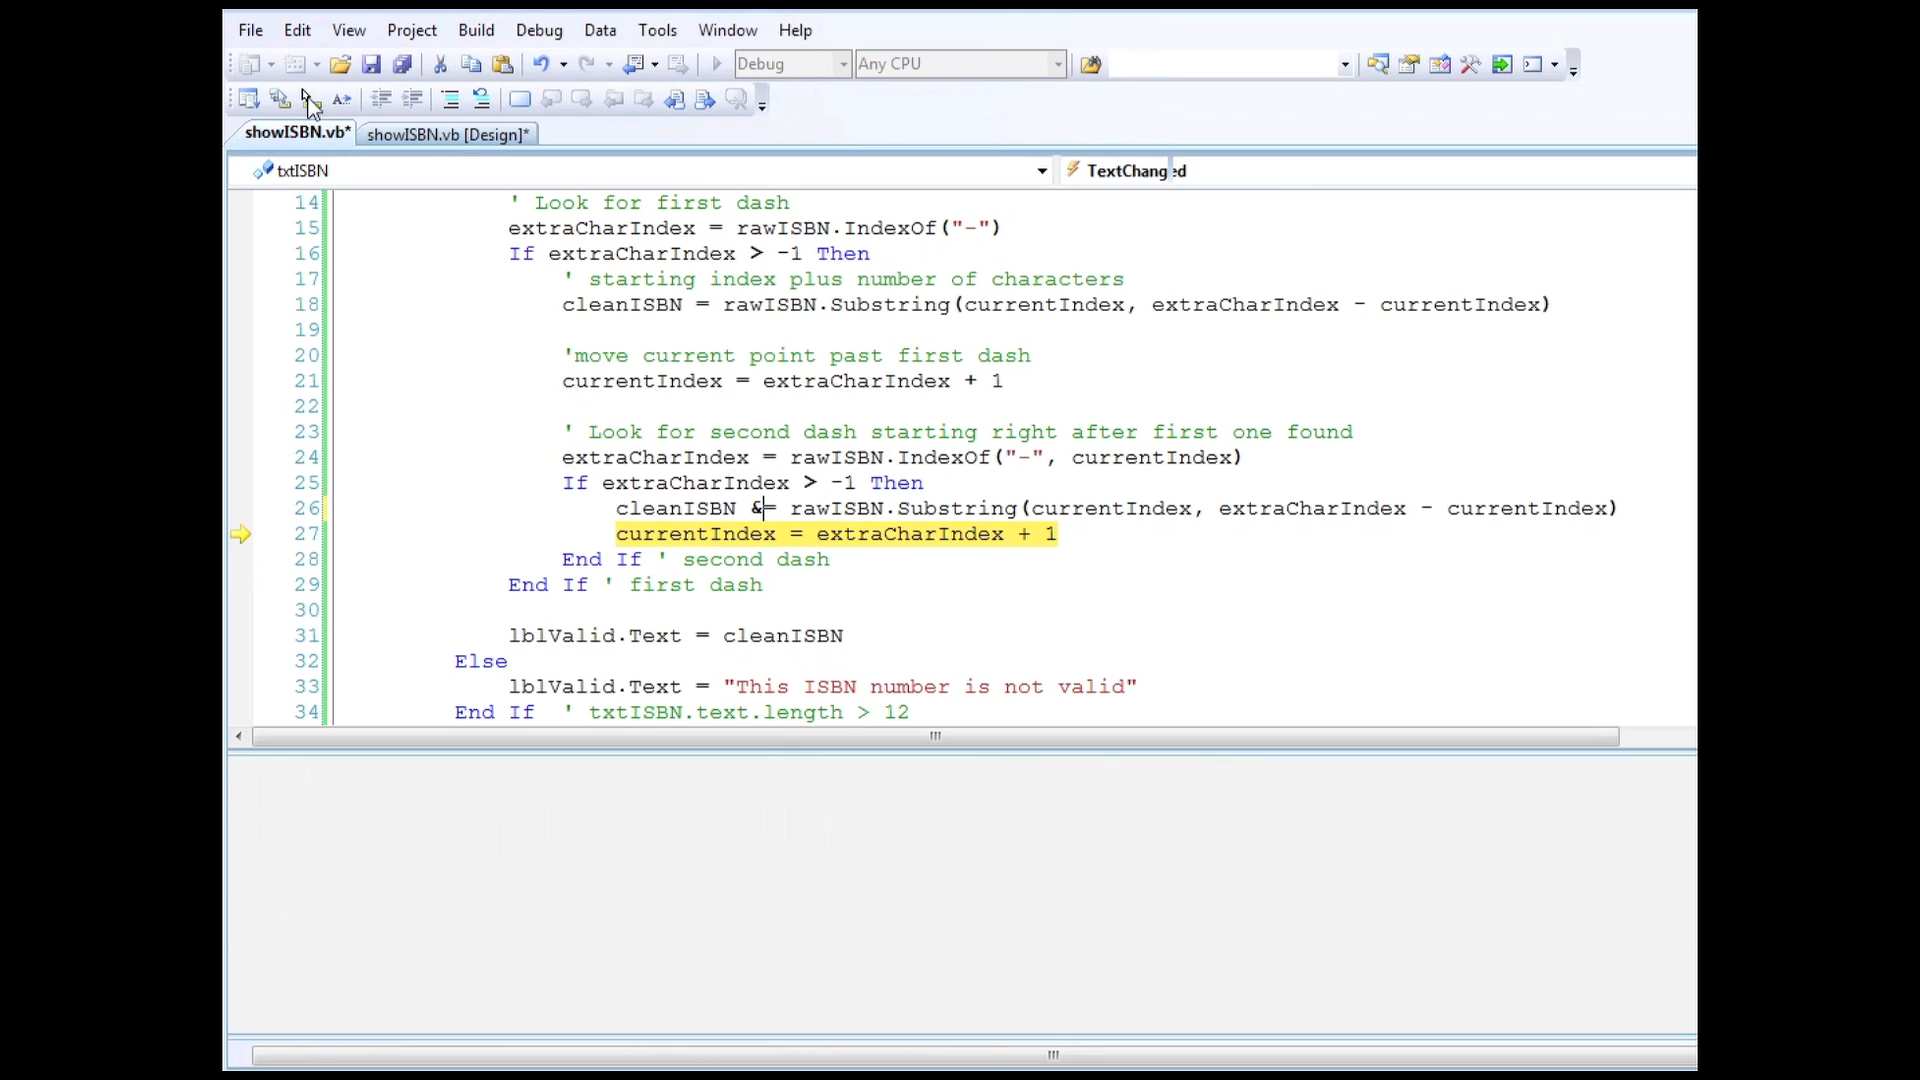 File Edit View Project Build Debug Data Tools Window Help
Debug Any CPU
showISBN.vb* showISBN.vb [Design]*
txtISBN TextChanged
14 ' Look for first dash
15 extraCharIndex = rawISBN.IndexOf("-")
16 If extraCharIndex > -1 Then
17 ' starting index plus number of characters
18 cleanISBN = rawISBN.Substring(currentIndex, extraCharIndex - currentIndex)
19
20 'move current point past first dash
21 currentIndex = extraCharIndex + 1
22
23 ' Look for second dash starting right after first one found
24 extraCharIndex = rawISBN.IndexOf("-", currentIndex)
25 If extraCharIndex > -1 Then
26 cleanISBN &= rawISBN.Substring(currentIndex, extraCharIndex - currentIndex)
27 currentIndex = extraCharIndex + 1
28 End If ' second dash
29 End If ' first dash
30
31 lblValid.Text = cleanISBN
32 Else
33 lblValid.Text = "This ISBN number is not valid"
34 End If ' txtISBN.text.length > 12